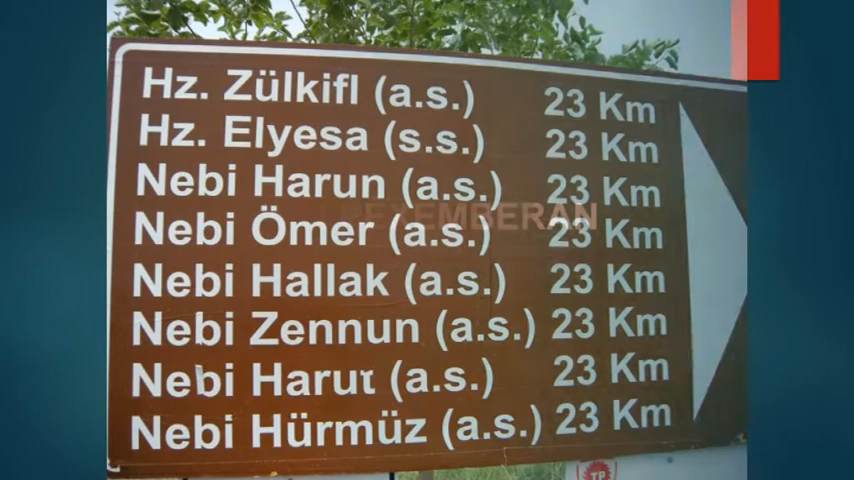 Hz. Zülkifl (a.s.) 23 Km
Hz. Elyesa (s.s.) 23 Km
Nebi Harun (a.s.) 23 Km
Nebi Ömer (a.s.) 23 Km
Nebi Hallak (a.s.) 23 Km
Nebi Zennun (a.s.) 23 Km
Nebi Harut (a.s.) 23 Km
Nebi Hürmüz (a.s.) 23 Km
TP